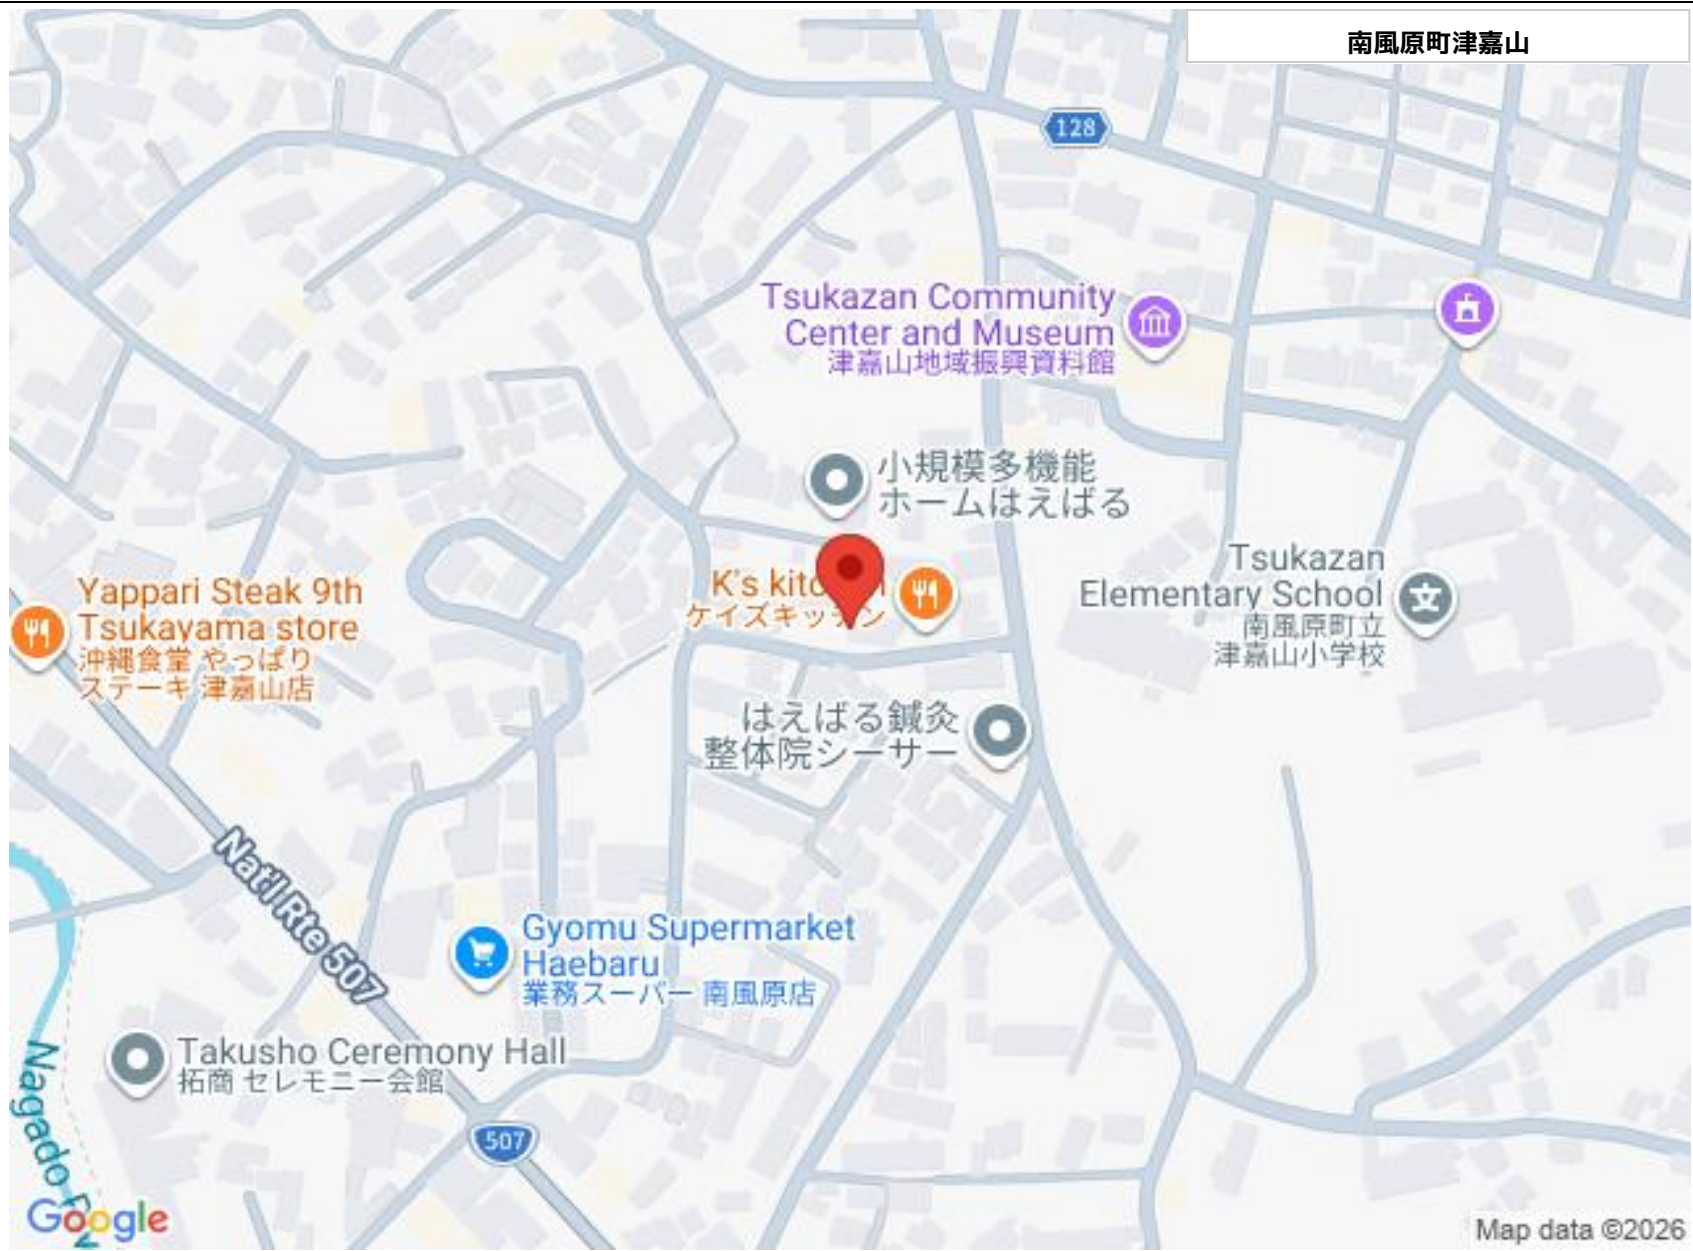 南風原町津嘉山
128
Tsukazan Community
Center and Museum
津嘉山地域振興資料館
小規模多機能
ホームはえばる
Tsukazan
Elementary School
南風原町立
津嘉山小学校
Yappari Steak 9th
Tsukayama store
沖縄食堂 やっぱり
ステーキ 津嘉山店
K's
はえばる鍼灸
整体院シーサー
Nat'l Rte 507
Gyomu Supermarket
Haebaru
業務スーパー 南風原店
Takusho Ceremony Hall
拓商 セレモニー会館
507
Nagado
Google
Map data ©2026